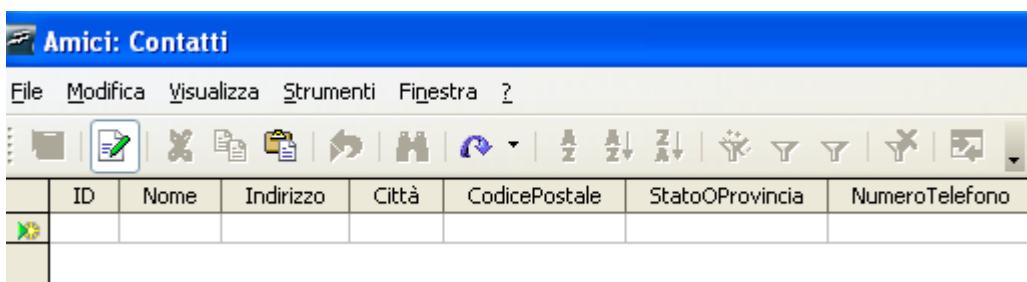 Amici: Contatti
File Modifica Visualizza Strumenti Finestra ?
ID Nome Indirizzo Città CodicePostale StatoOProvincia NumeroTelefono